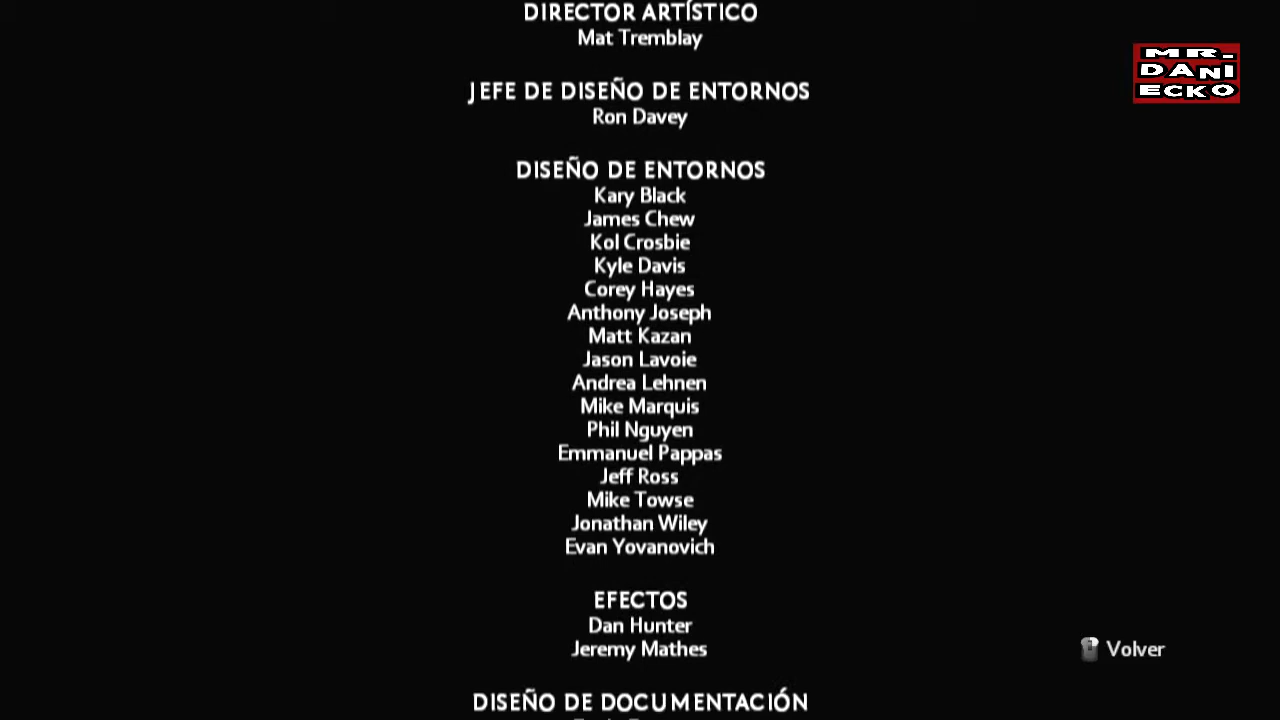 DIRECTOR ARTÍSTICO
Mat Tremblay
MR.
DANI
ECKO
JEFE DE DISEÑO DE ENTORNOS
Ron Davey
DISEÑO DE ENTORNOS
Kary Black
James Chew
Kol Crosbie
Kyle Davis
Corey Hayes
Anthony Joseph
Matt Kazan
Jason Lavoie
Andrea Lehnen
Mike Marquis
Phil Nguyen
Emmanuel Pappas
Jeff Ross
Mike Towse
Jonathan Wiley
Evan Yovanovich
EFECTOS
Dan Hunter
Jeremy Mathes
Volver
DISEÑO DE DOCUMENTACIÓN